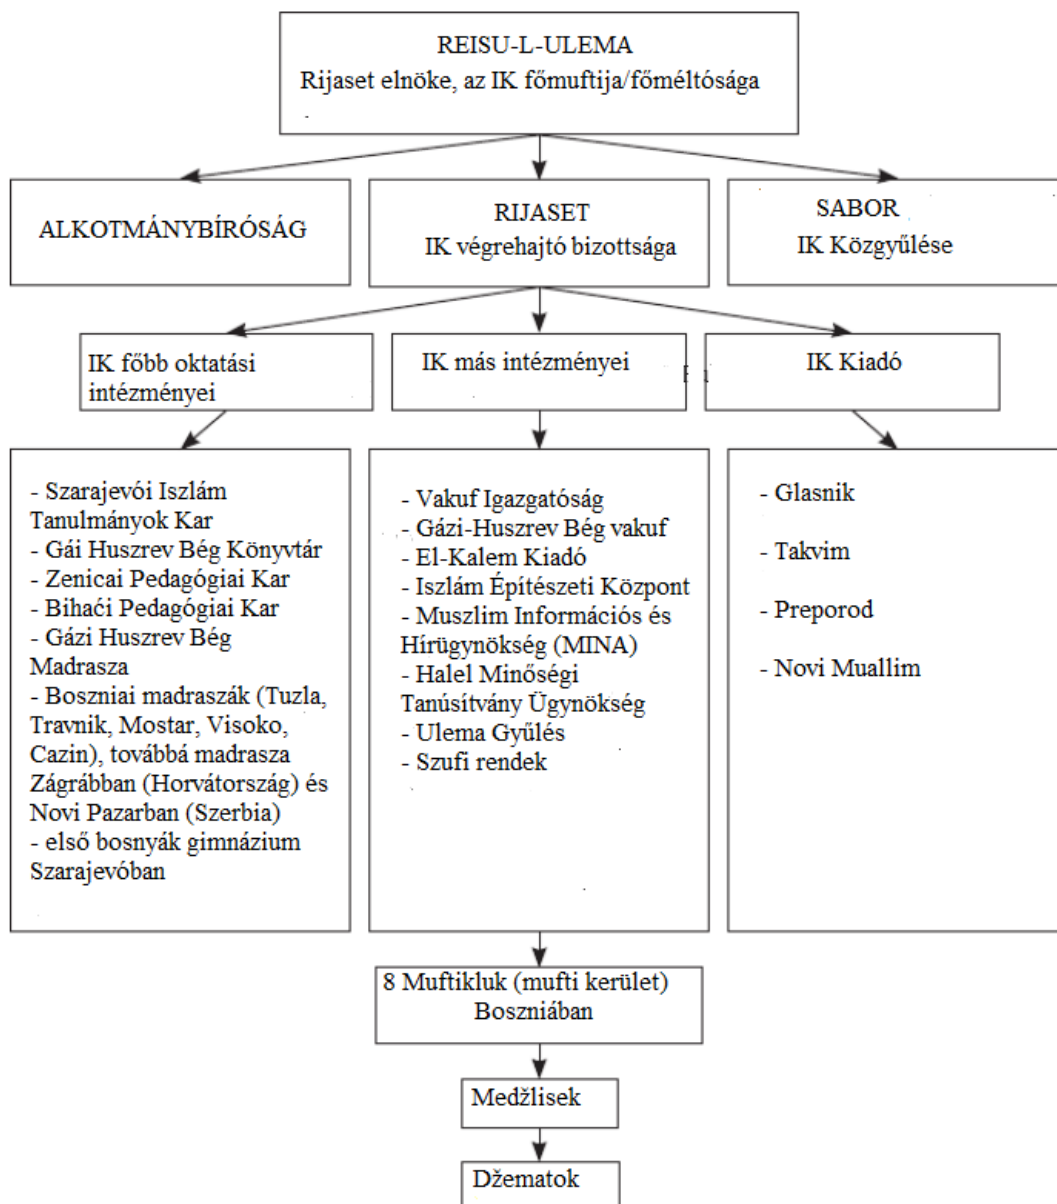 REISU-L-ULEMA
Rijaset elnöke, az IK főmuftija/főméltósága
ALKOTMÁNYBÍRÓSÁG
RIJASET
IK végrehajtó bizottsága
SABOR
IK Közgyűlése
IK főbb oktatási
intézményei
IK más intézményei
IK Kiadó
- Szarajevói Iszlám
Tanulmányok Kar
- Gái Huszrev Bég Könyvtár
- Zenicai Pedagógiai Kar
- Bihaći Pedagógiai Kar
- Gázi Huszrev Bég
Madrasza
- Boszniai madraszák (Tuzla,
Travnik, Mostar, Visoko,
Cazin), továbbá madrasza
Zágrábban (Horvátország) és
Novi Pazarban (Szerbia)
- első bosnyák gimnázium
Szarajevóban
- Vakuf Igazgatóság
- Gázi-Huszrev Bég vakuf
- El-Kalem Kiadó
- Iszlám Építészeti Központ
- Muszlim Információs és
Hírügynökség (MINA)
- Halel Minőségi
Tanúsítvány Ügynökség
- Ulema Gyűlés
- Szufi rendek
- Glasnik
- Takvim
- Preporod
- Novi Muallim
8 Muftikluk (mufti kerület)
Boszniában
Medžlisek
Džematok